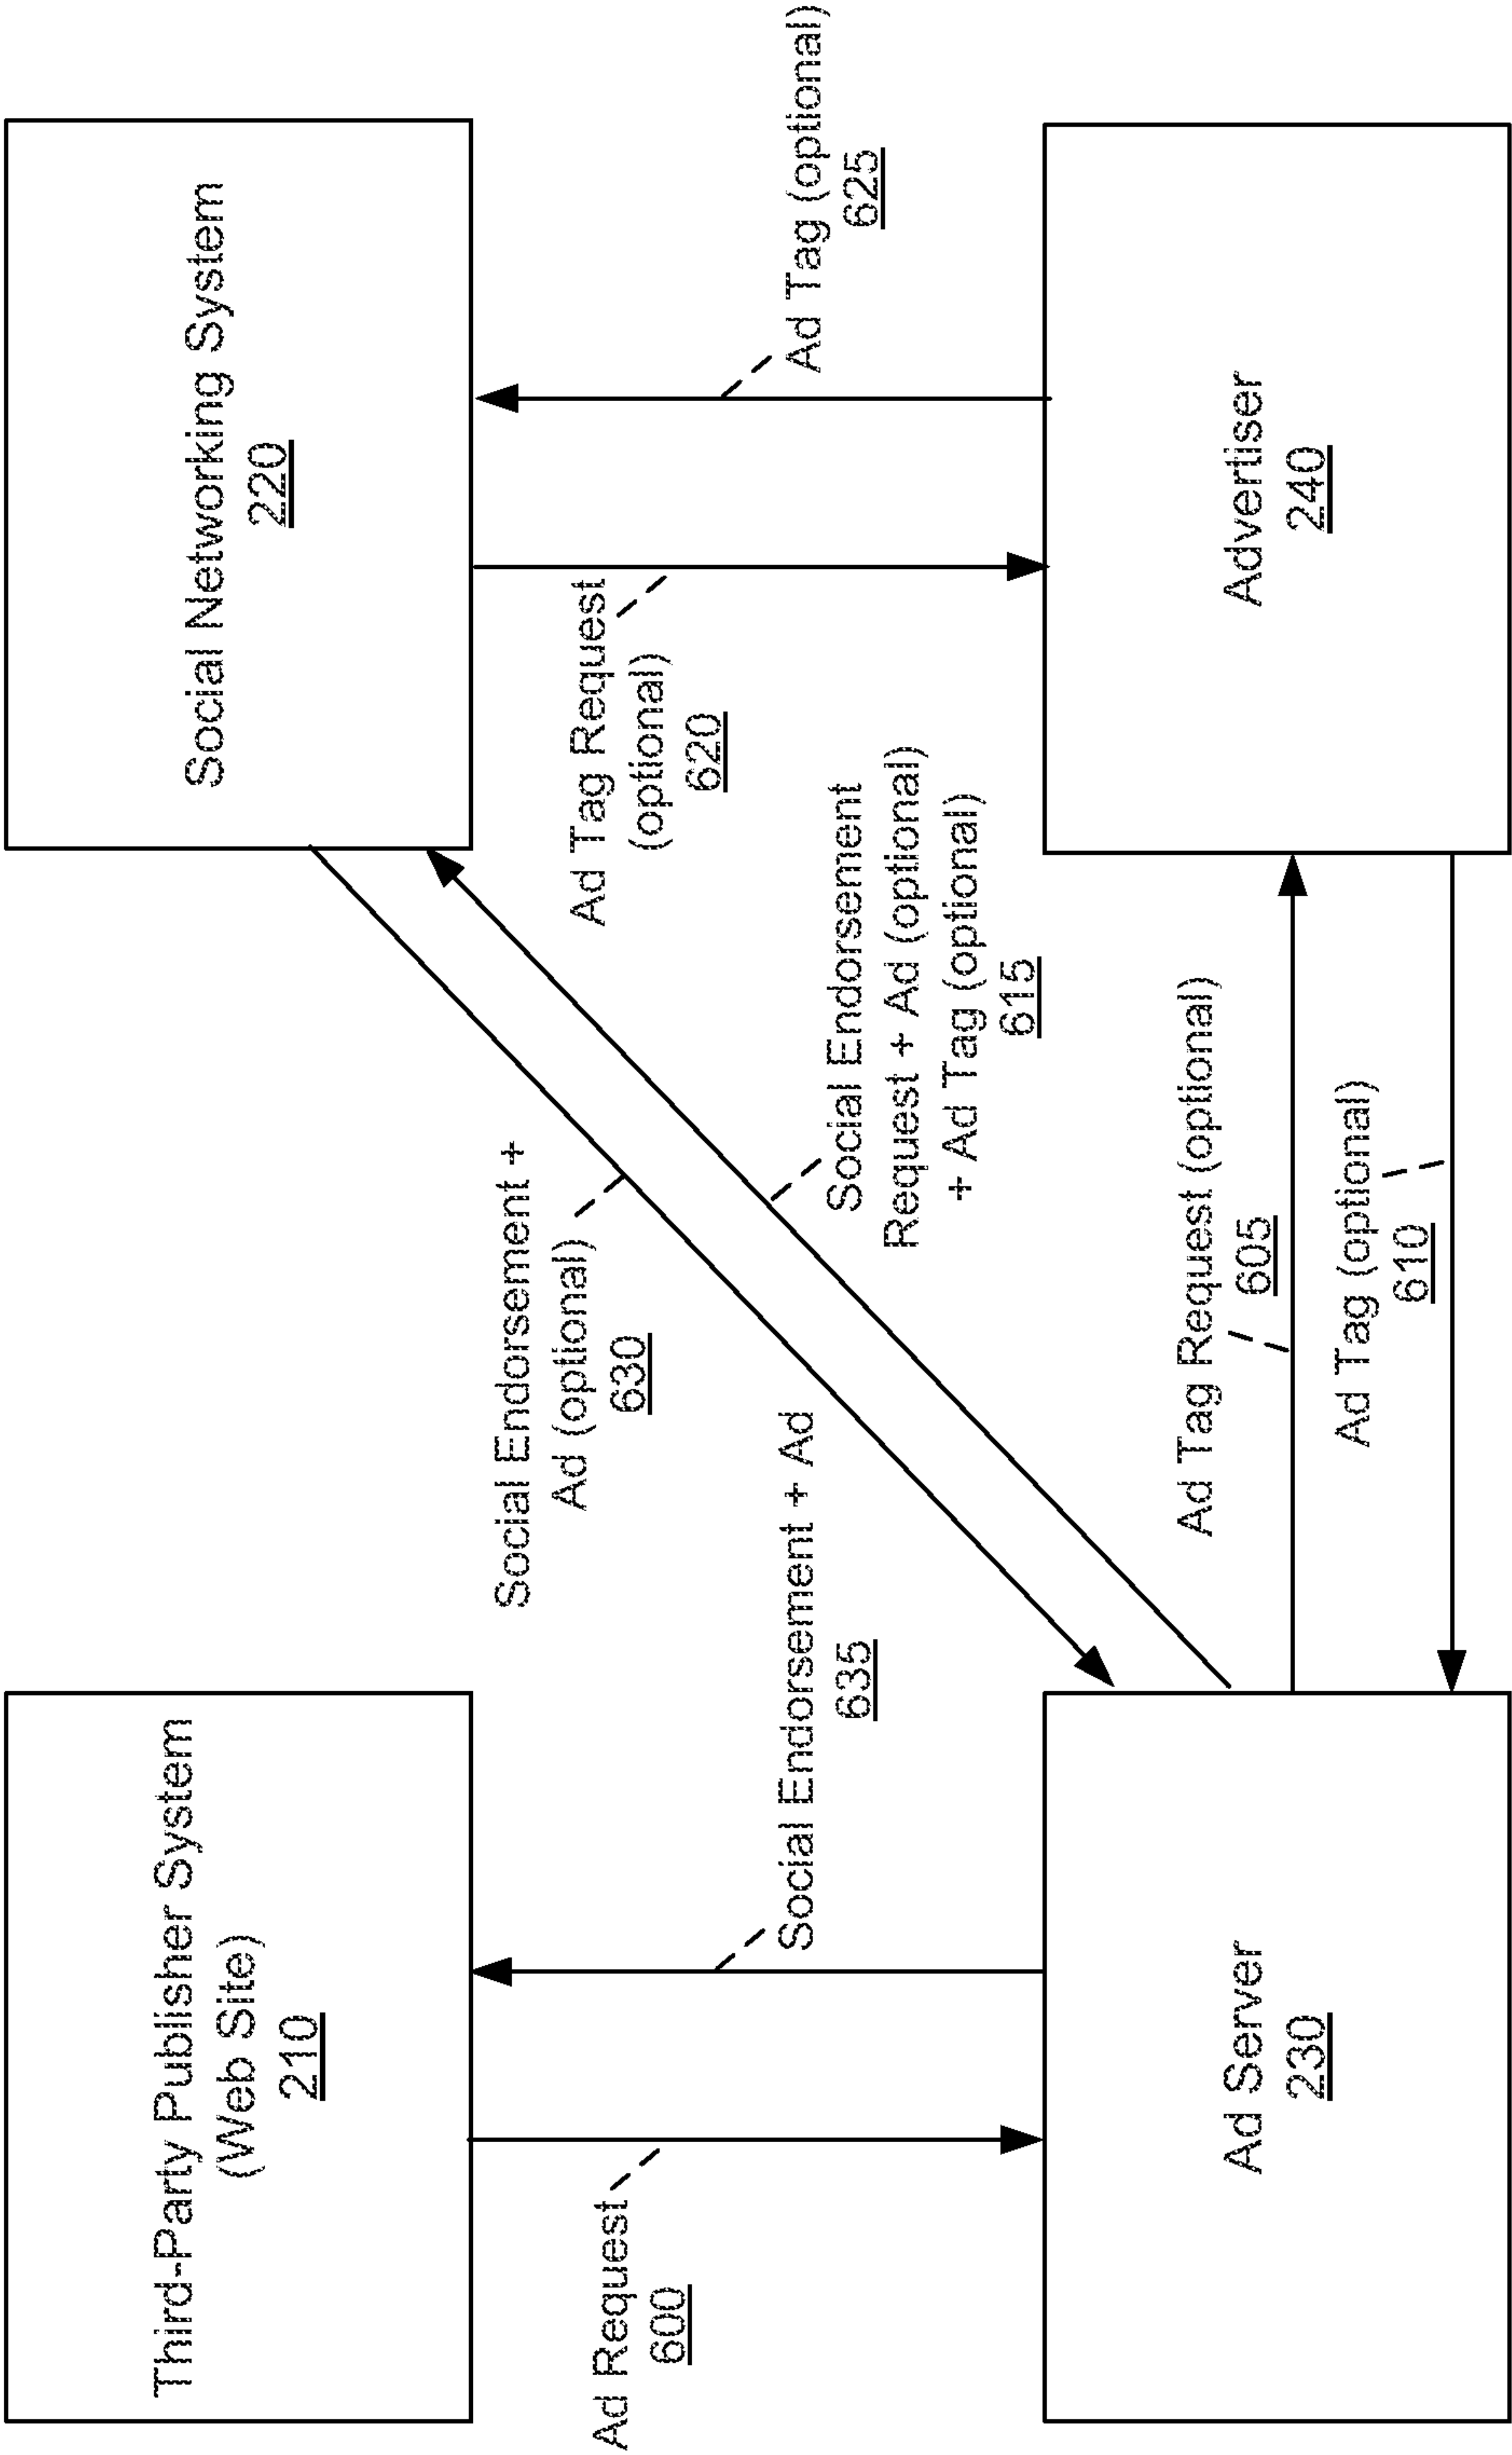 Third-Party Publisher System
(Web Site)
210
Social Networking System
220
Ad Request
600
Social Endorsement + Ad
635
Social Endorsement +
Ad (optional)
630
Ad Tag Request
(optional)
620
Ad Tag (optional)
625
Social Endorsement
Request + Ad (optional)
+ Ad Tag (optional)
615
Ad Tag Request (optional)
605
Ad Tag (optional)
610
Ad Server
230
Advertiser
240